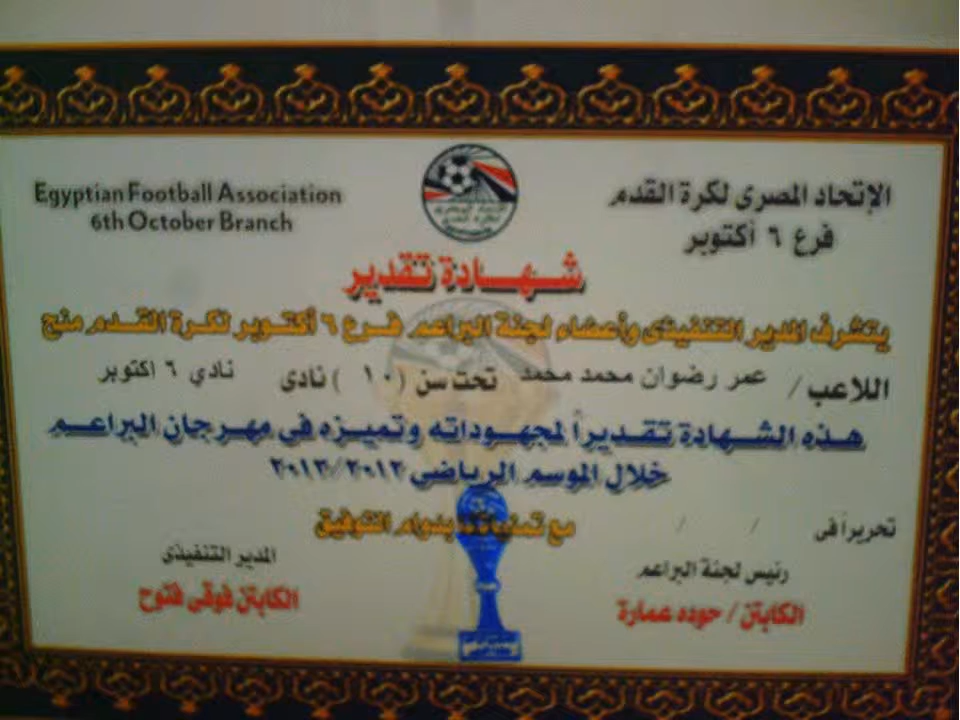 Egyptian Football Association
6th October Branch
الإتحاد المصرى لكرة القدم
فرع ٦ أكتوبر
شهادة تقدير
يتشرف المدير التنفيذى وأعضاء لجنة البراعم فرع ٦ أكتوبر لكرة القدم منح
اللاعب / عمر رضوان محمد محمد تحت سن (١٠) نادى نادي ٦ اكتوبر
هذه الشهادة تقديراً لمجهوداته وتميزه فى مهرجان البراعم
خلال الموسم الرياضى ٢٠١٣/٢٠١٢
تحريراً فى / /
مع بدوام التوفيق
رئيس لجنة البراعم
الكابتن / حوده عمارة
المدير التنفيذى
الكابتن فوقى فتوح